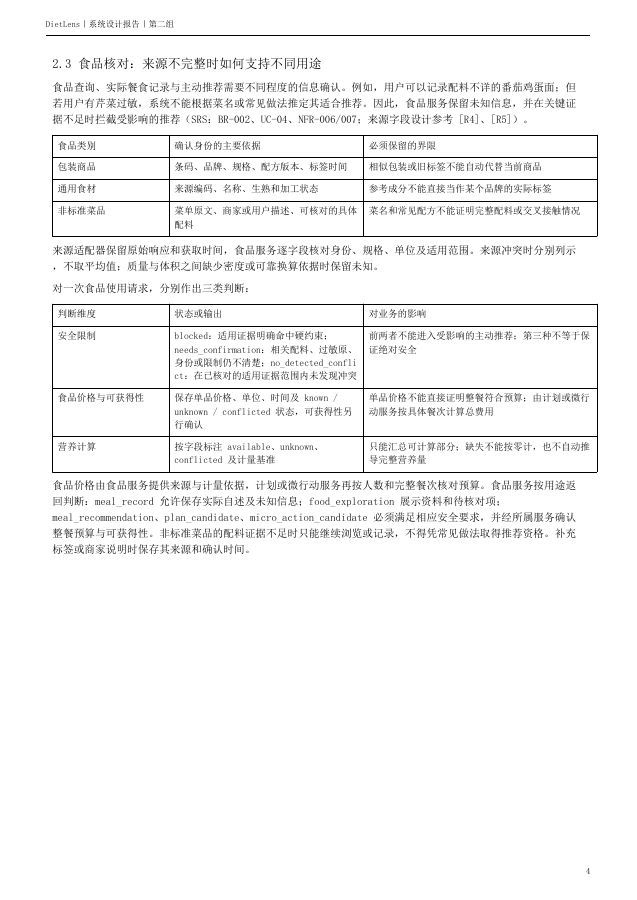 DietLens｜系统设计报告｜第二组
2.3 食品核对：来源不完整时如何支持不同用途
食品查询、实际餐食记录与主动推荐需要不同程度的信息确认。例如，用户可以记录配料不详的番茄鸡蛋面；但
若用户有芹菜过敏，系统不能根据菜名或常见做法推定其适合推荐。因此，食品服务保留未知信息，并在关键证
据不足时拦截受影响的推荐（SRS：BR-002、UC-04、NFR-006/007；来源字段设计参考 [R4]、[R5]）。
食品类别 确认身份的主要依据 必须保留的界限
包装商品 条码、品牌、规格、配方版本、标签时间 相似包装或旧标签不能自动代替当前商品
通用食材 来源编码、名称、生熟和加工状态 参考成分不能直接当作某个品牌的实际标签
非标准菜品 菜单原文、商家或用户描述、可核对的具体 菜名和常见配方不能证明完整配料或交叉接触情况
配料
来源适配器保留原始响应和获取时间，食品服务逐字段核对身份、规格、单位及适用范围。来源冲突时分别列示
，不取平均值；质量与体积之间缺少密度或可靠换算依据时保留未知。
对一次食品使用请求，分别作出三类判断：
判断维度 状态或输出 对业务的影响
安全限制 blocked：适用证据明确命中硬约束； 前两者不能进入受影响的主动推荐；第三种不等于保
needs_confirmation：相关配料、过敏原、 证绝对安全
身份或限制仍不清楚；no_detected_confli
ct：在已核对的适用证据范围内未发现冲突
食品价格与可获得性 保存单品价格、单位、时间及 known / 单品价格不能直接证明整餐符合预算；由计划或微行
unknown / conflicted 状态，可获得性另 动服务按具体餐次计算总费用
行确认
营养计算 按字段标注 available、unknown、 只能汇总可计算部分；缺失不能按零计，也不自动推
conflicted 及计量基准 导完整营养量
食品价格由食品服务提供来源与计量依据，计划或微行动服务再按人数和完整餐次核对预算。食品服务按用途返
回判断：meal_record 允许保存实际自述及未知信息；food_exploration 展示资料和待核对项；
meal_recommendation、plan_candidate、micro_action_candidate 必须满足相应安全要求，并经所属服务确认
整餐预算与可获得性。非标准菜品的配料证据不足时只能继续浏览或记录，不得凭常见做法取得推荐资格。补充
标签或商家说明时保存其来源和确认时间。
4